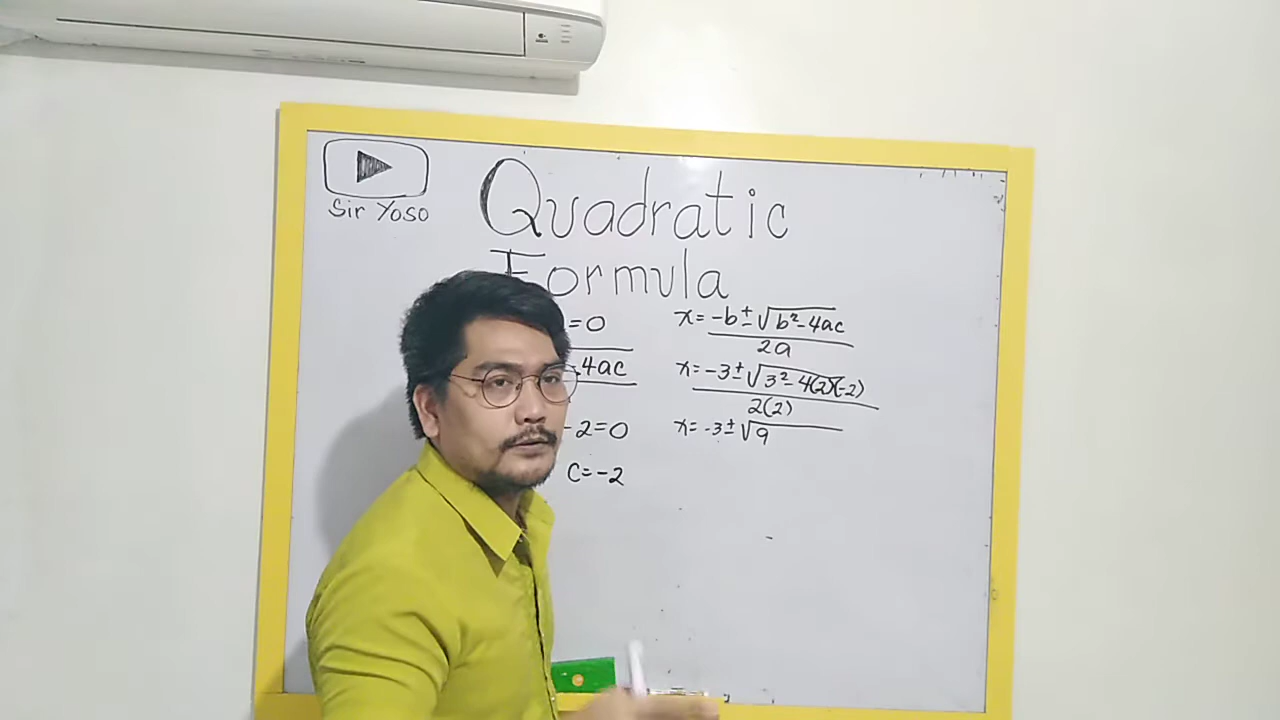 Sir Yoso
Quadratic
Formula
=0
4ac
-2=0
C=-2
x=-b±√b²-4ac
2a
x=-3±√3²-4(2)(-2)
2(2)
x=-3±√9